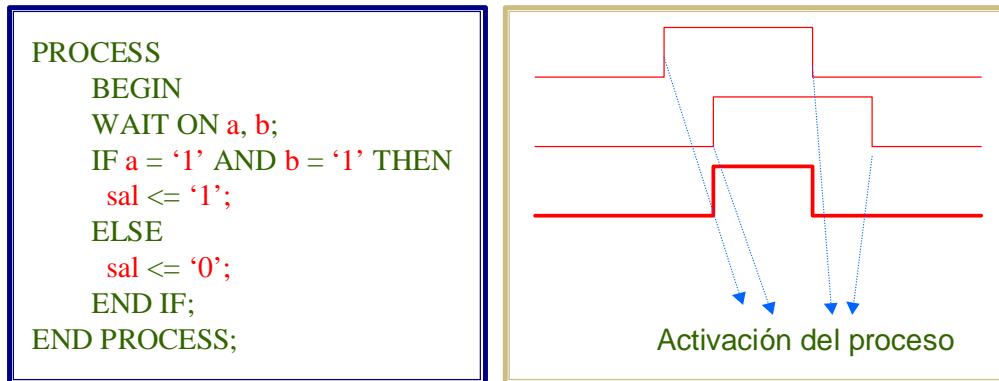 PROCESS
BEGIN
WAIT ON a, b;
IF a = ‘1’ AND b = ‘1’ THEN
sal <= ‘1’;
ELSE
sal <= ‘0’;
END IF;
END PROCESS;
Activación del proceso